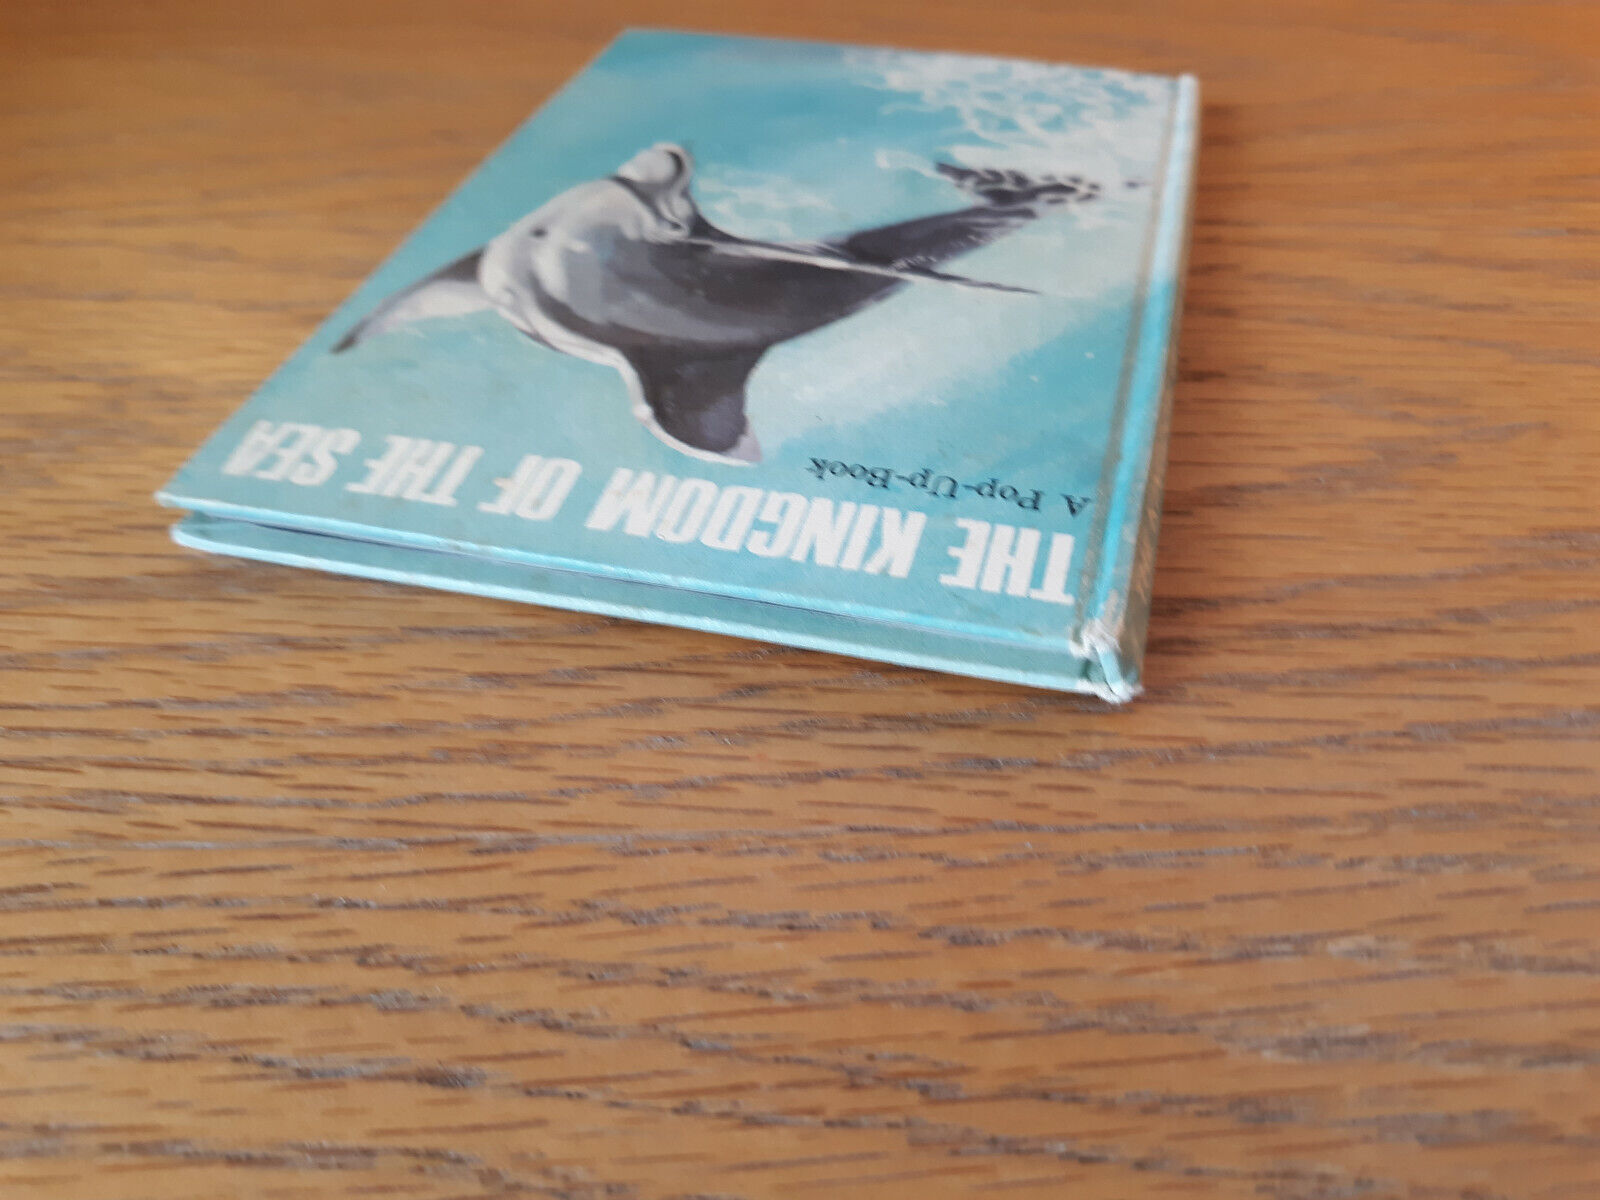 THE KINGDOM OF THE SEA
A Pop-Up-Book